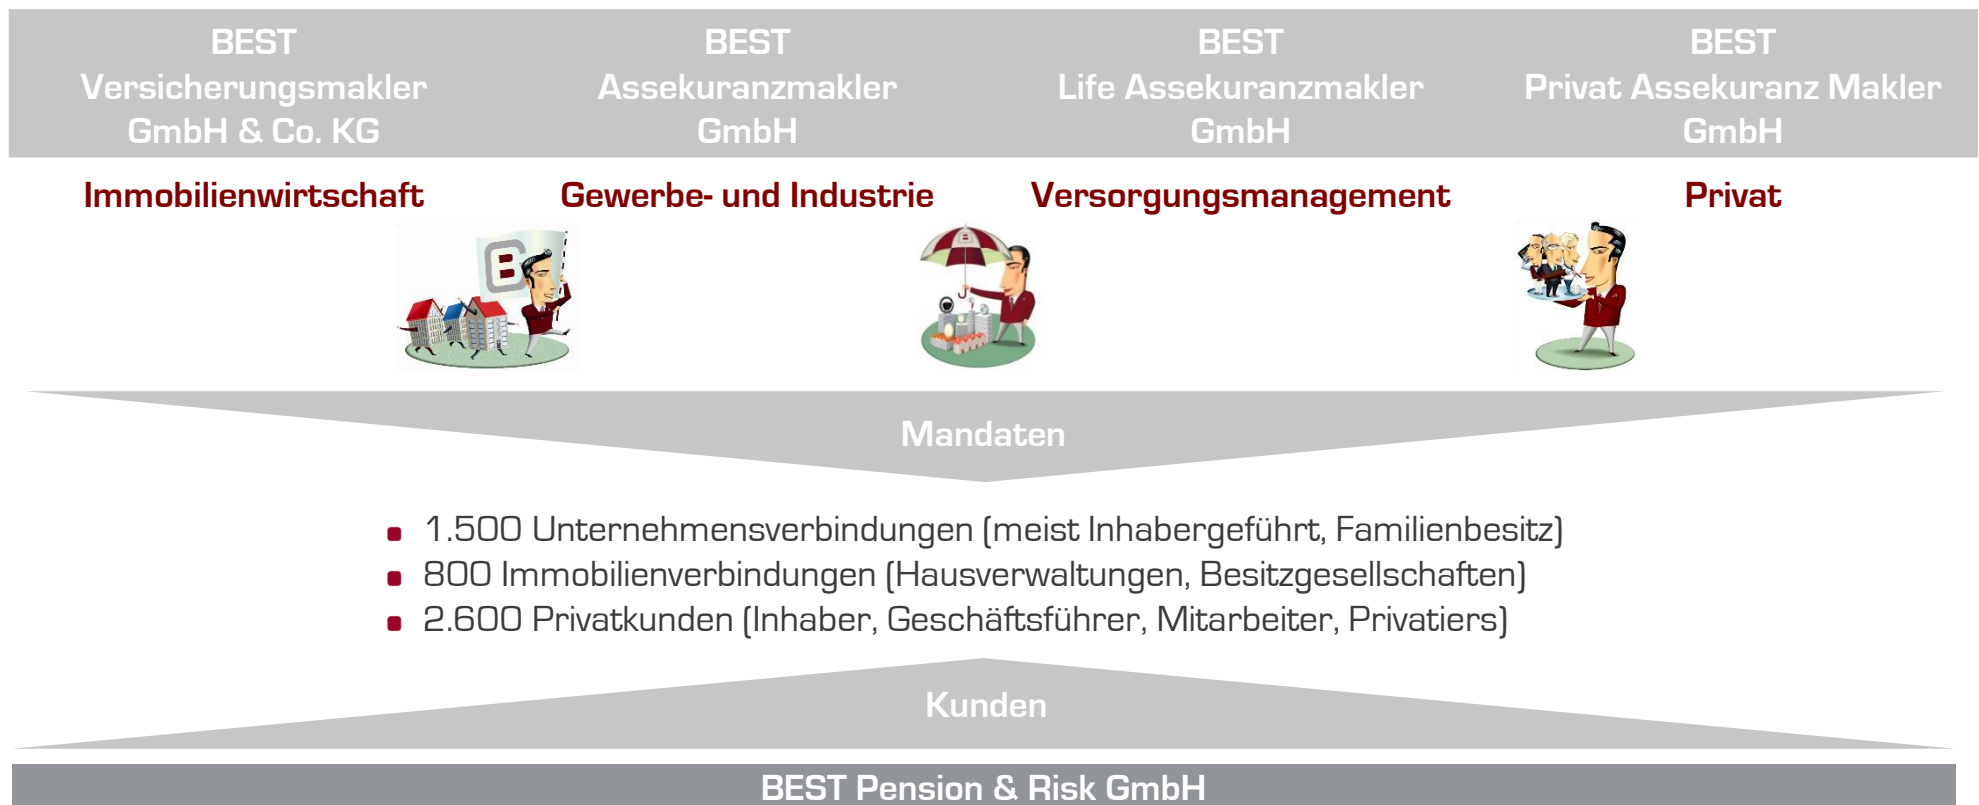 BEST
Versicherungsmakler
GmbH & Co. KG
BEST
Assekuranzmakler
GmbH
BEST
Life Assekuranzmakler
GmbH
BEST
Privat Assekuranz Makler
GmbH
Immobilienwirtschaft
Gewerbe- und Industrie
Versorgungsmanagement
Privat
B
B
Mandaten
1.500 Unternehmensverbindungen (meist Inhabergeführt, Familienbesitz)
800 Immobilienverbindungen (Hausverwaltungen, Besitzgesellschaften)
2.600 Privatkunden (Inhaber, Geschäftsführer, Mitarbeiter, Privatiers)
Kunden
BEST Pension & Risk GmbH